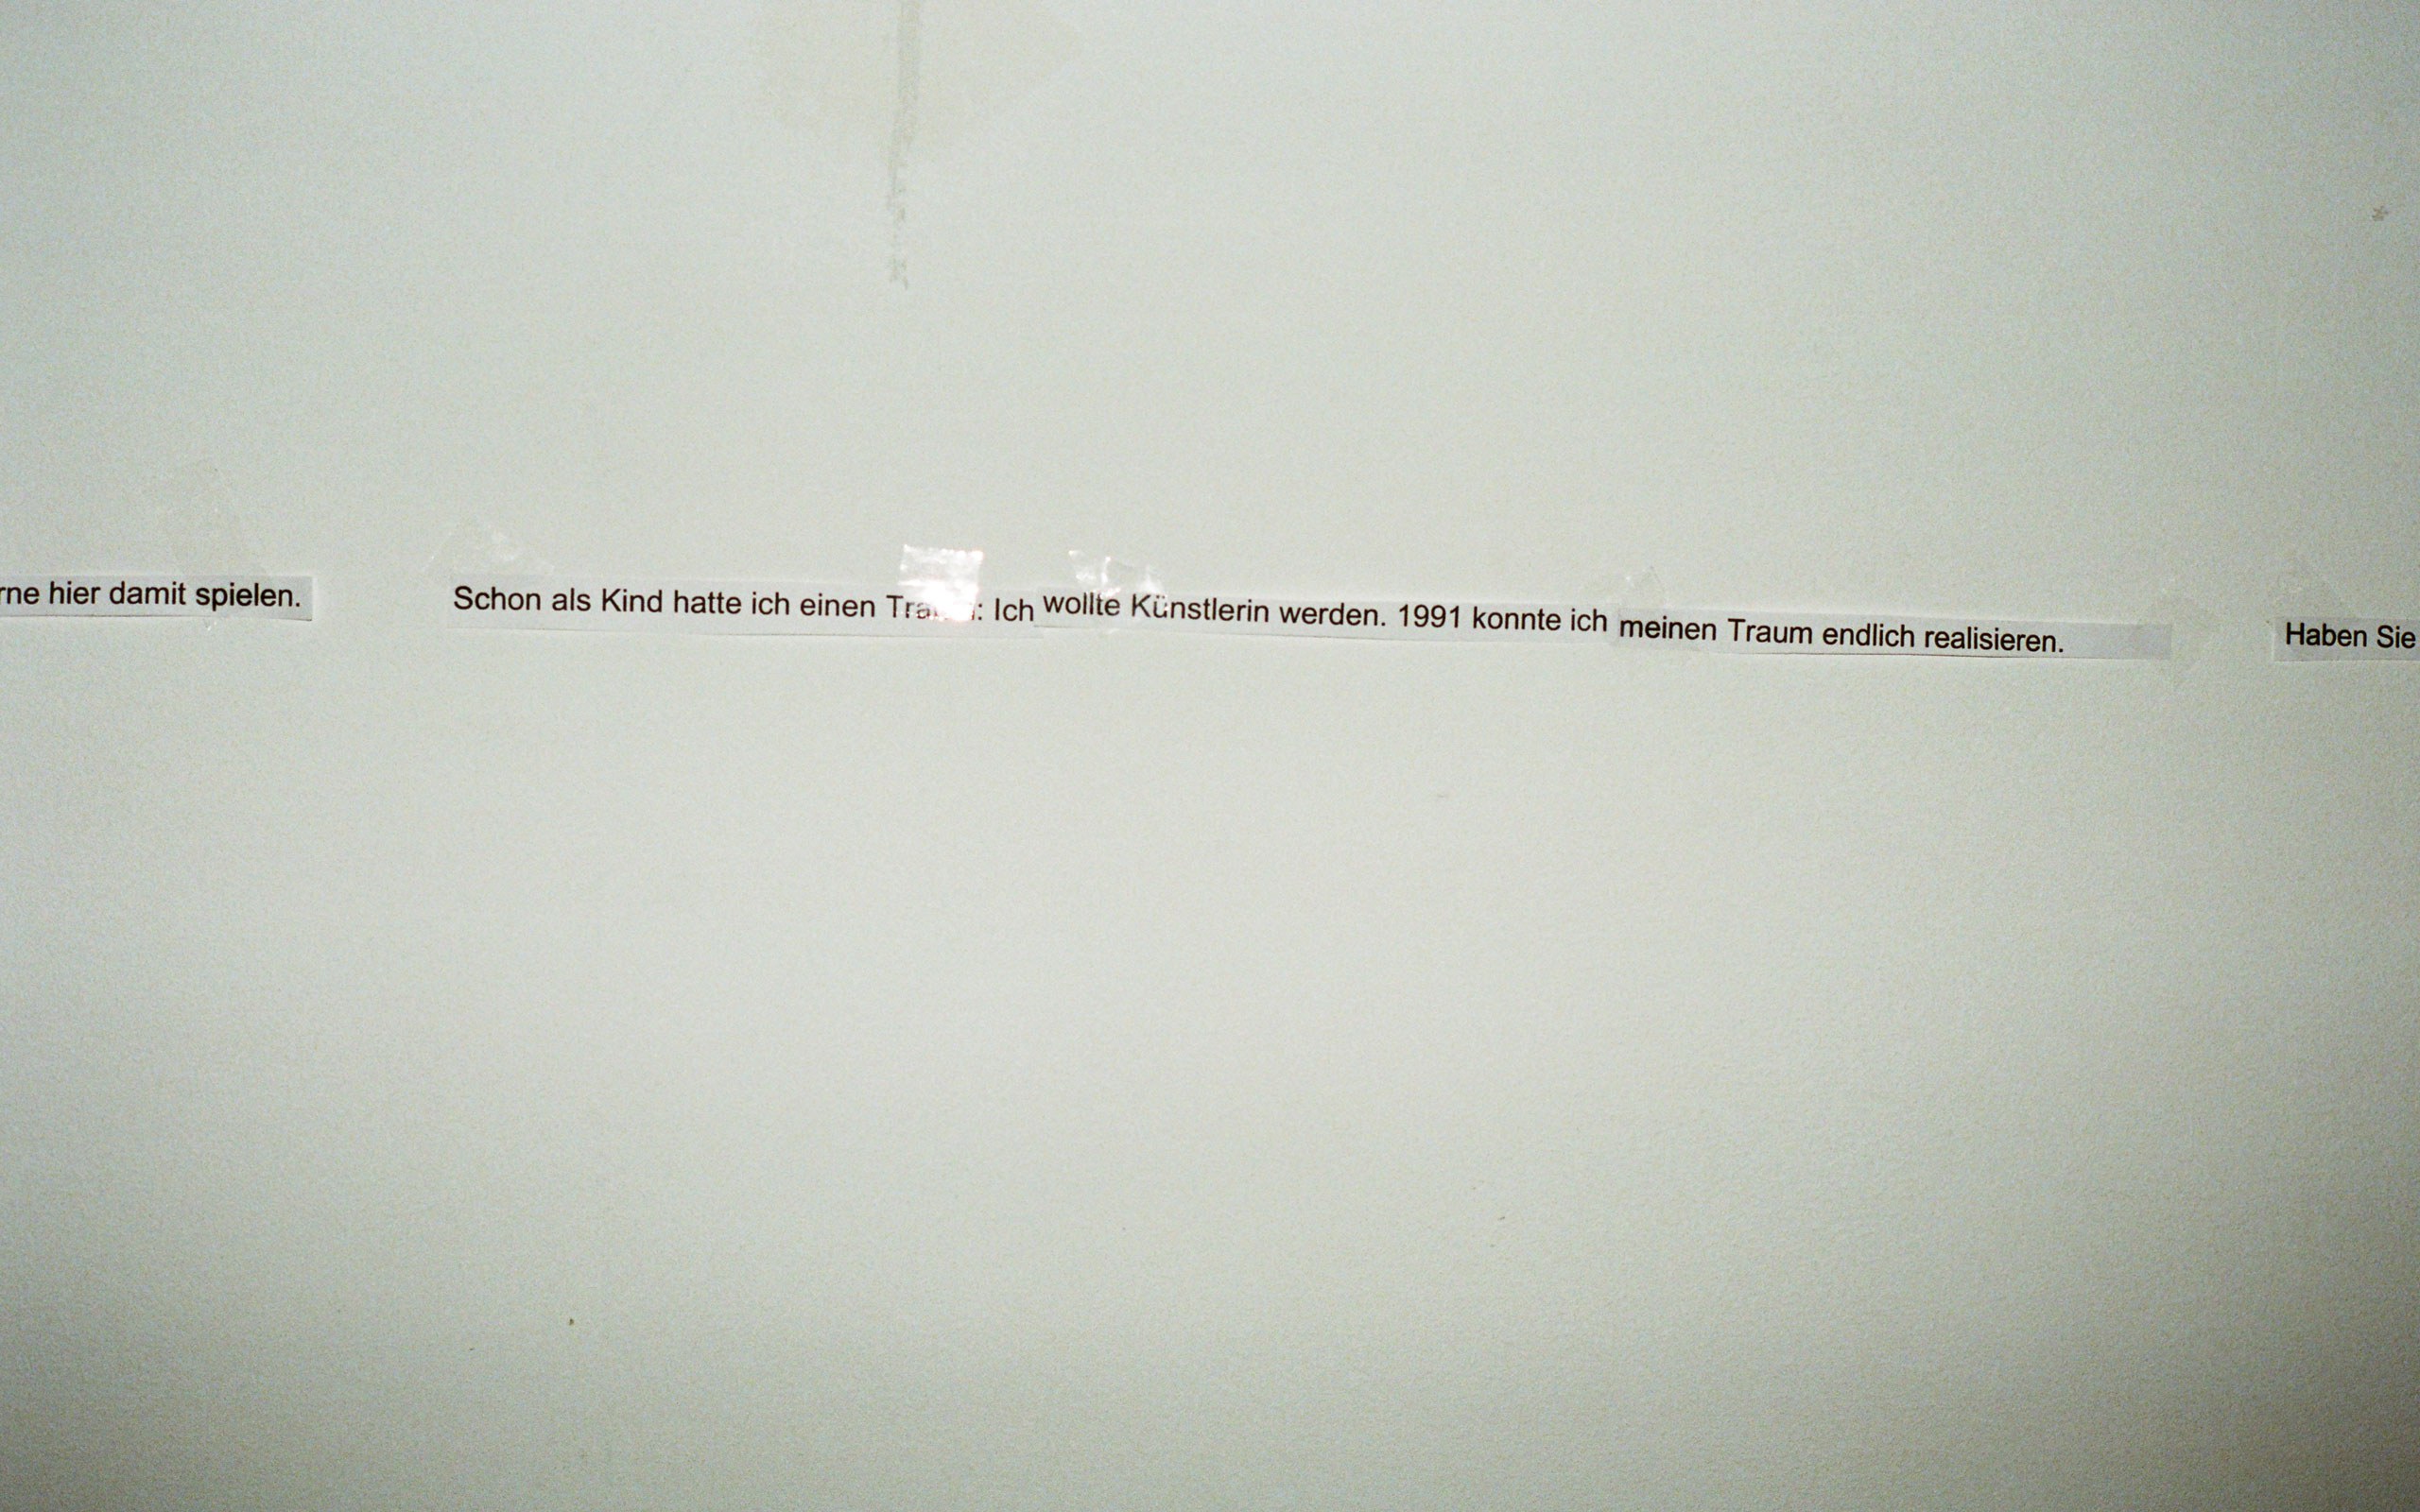 rne hier damit spielen. Schon als Kind hatte ich einen Tra : Ich wollte Künstlerin werden. 1991 konnte ich meinen Traum endlich realisieren. Haben Sie